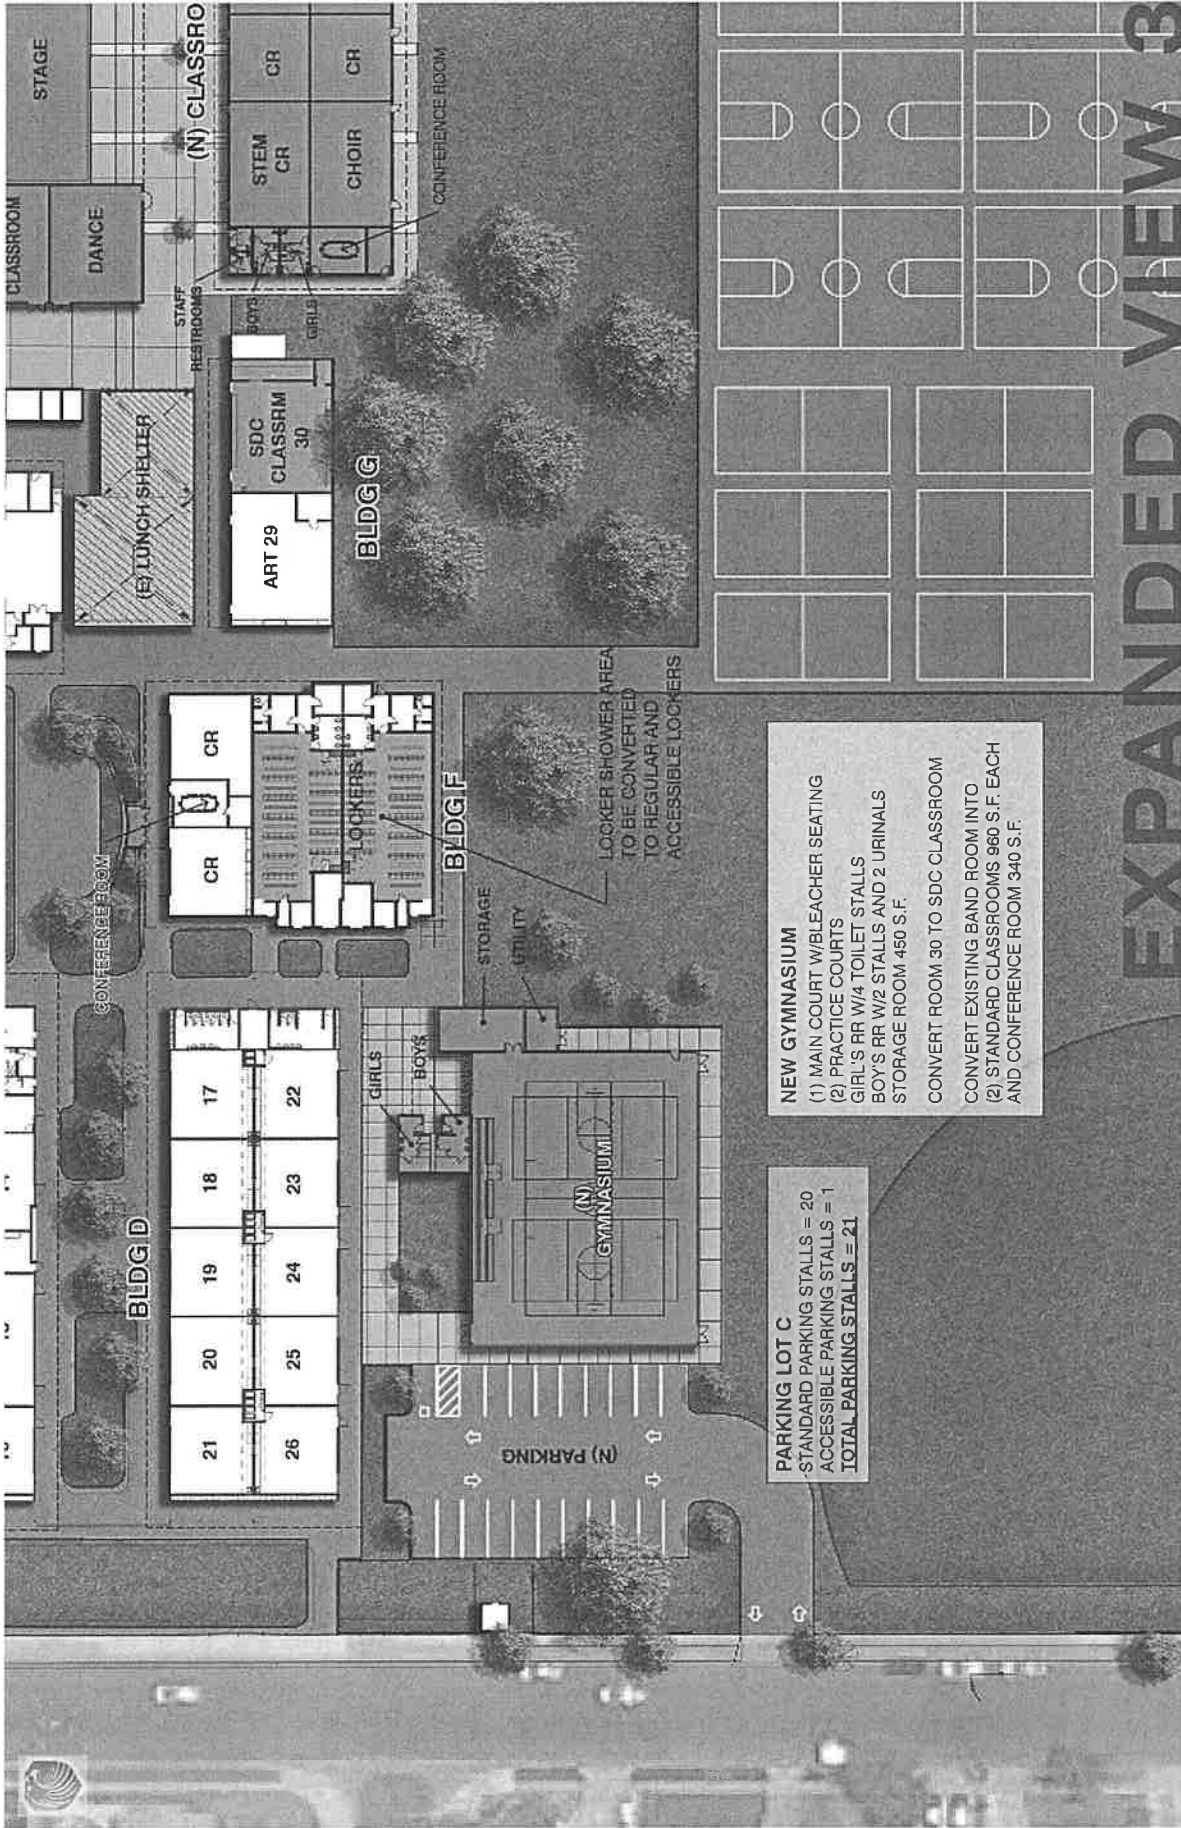 STAGE
CLASSROOM
DANCE
(N) CLASSRO
CR
CR
STEM
CR
CHOIR
CONFERENCE ROOM
STAFF
RESTROOMS
BOYS
GIRLS
(E) LUNCH SHELTER
SDC
CLASSRM
30
ART 29
BLDG G
CONFERENCE ROOM
CR
CR
LOCKERS
BLDG F
LOCKER SHOWER AREA
TO BE CONVERTED
TO REGULAR AND
ACCESSIBLE LOCKERS
BLDG D
21
20
19
18
17
26
25
24
23
22
GIRLS
BOYS
STORAGE
UTILITY
(N)
GYMNASIUM
(N) PARKING
PARKING LOT C
STANDARD PARKING STALLS = 20
ACCESSIBLE PARKING STALLS = 1
TOTAL PARKING STALLS = 21
NEW GYMNASIUM
(1) MAIN COURT W/BLEACHER SEATING
(2) PRACTICE COURTS
GIRL'S RR W/4 TOILET STALLS
BOY'S RR W/2 STALLS AND 2 URINALS
STORAGE ROOM 450 S.F.
CONVERT ROOM 30 TO SDC CLASSROOM
CONVERT EXISTING BAND ROOM INTO
(2) STANDARD CLASSROOMS 960 S.F. EACH
AND CONFERENCE ROOM 340 S.F.
EXPANDED VIEW 3